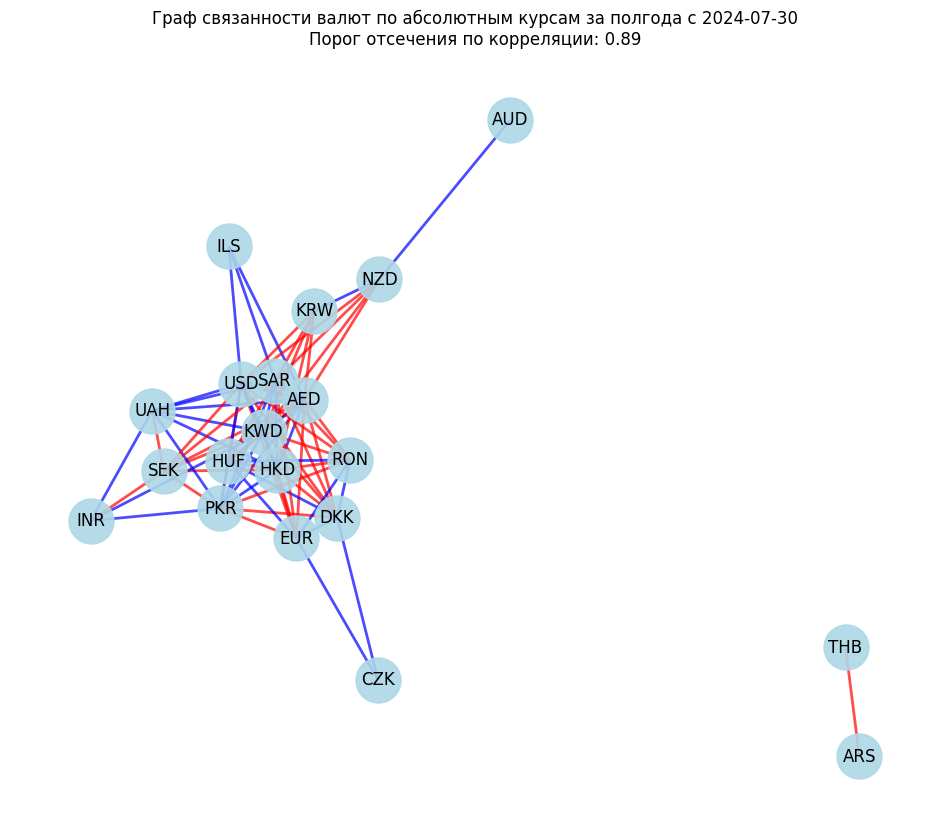 Граф связанности валют по абсолютным курсам за полгода с 2024-07-30
Порог отсечения по корреляции: 0.89
AUD
ILS
NZD
KRW
USD
SAR
AED
UAH
KWD
HUF
HKD
RON
SEK
PKR
DKK
INR
EUR
THB
CZK
ARS